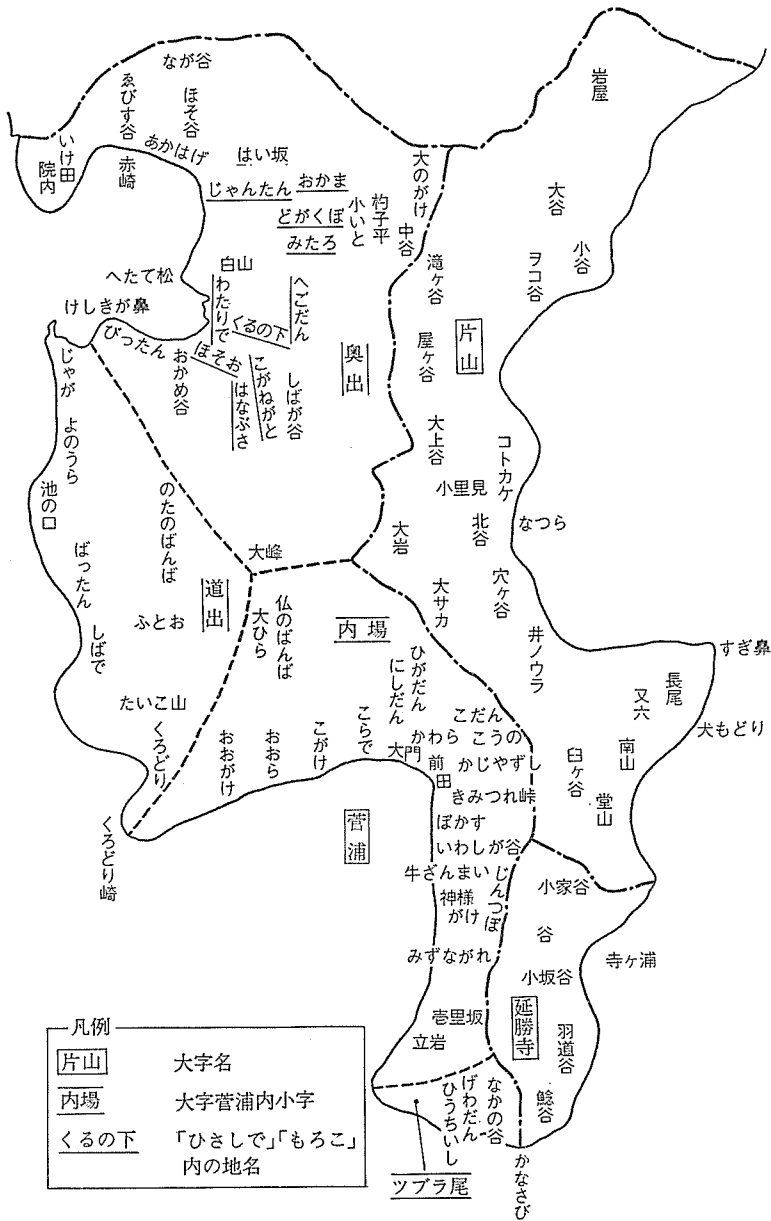 なが谷
ゑびす谷
ほそ谷
岩屋
いけ田
院内
あかはげ
赤崎
はい坂
大のがけ
じゃんたん
おかま
どがくぼ
みたろ
小いと
杓子平
中谷
大谷
小谷
ヲコ谷
滝ヶ谷
へたて松
白山
わたりで
へごだん
けしきが鼻
くるの下
びったん
おかめ谷
ほそお
はなぶさ
こがねがと
しばが谷
奥出
屋ヶ谷
片山
じゃが
よのうら
池の口
大上谷
コトカケ
小里見
北谷
なつら
のたのばんば
大峰
大岩
穴ヶ谷
ばったん
しばで
ふとお
道出
仏のばんば
大ひら
内場
大サカ
井ノウラ
すぎ鼻
ひがだん
にしだん
長尾
又六
犬もどり
たいこ山
くろどり
おおがけ
おおら
こがけ
こらで
こだん
かわら
こうの
大門
前田
かじやずし
臼ヶ谷
南山
堂山
きみつれ峠
ぼかす
いわしが谷
菅浦
くろどり崎
牛ざんまい
じんつぼ
神様がけ
小家谷
谷
みずながれ
寺ヶ浦
小坂谷
壱里坂
立岩
延勝寺
羽道谷
鯰谷
なかの谷
げわだん
ひうちいし
ツブラ尾
かなさび
凡例
片山 大字名
内場 大字菅浦内小字
くるの下 「ひさしで」「もろこ」
内の地名